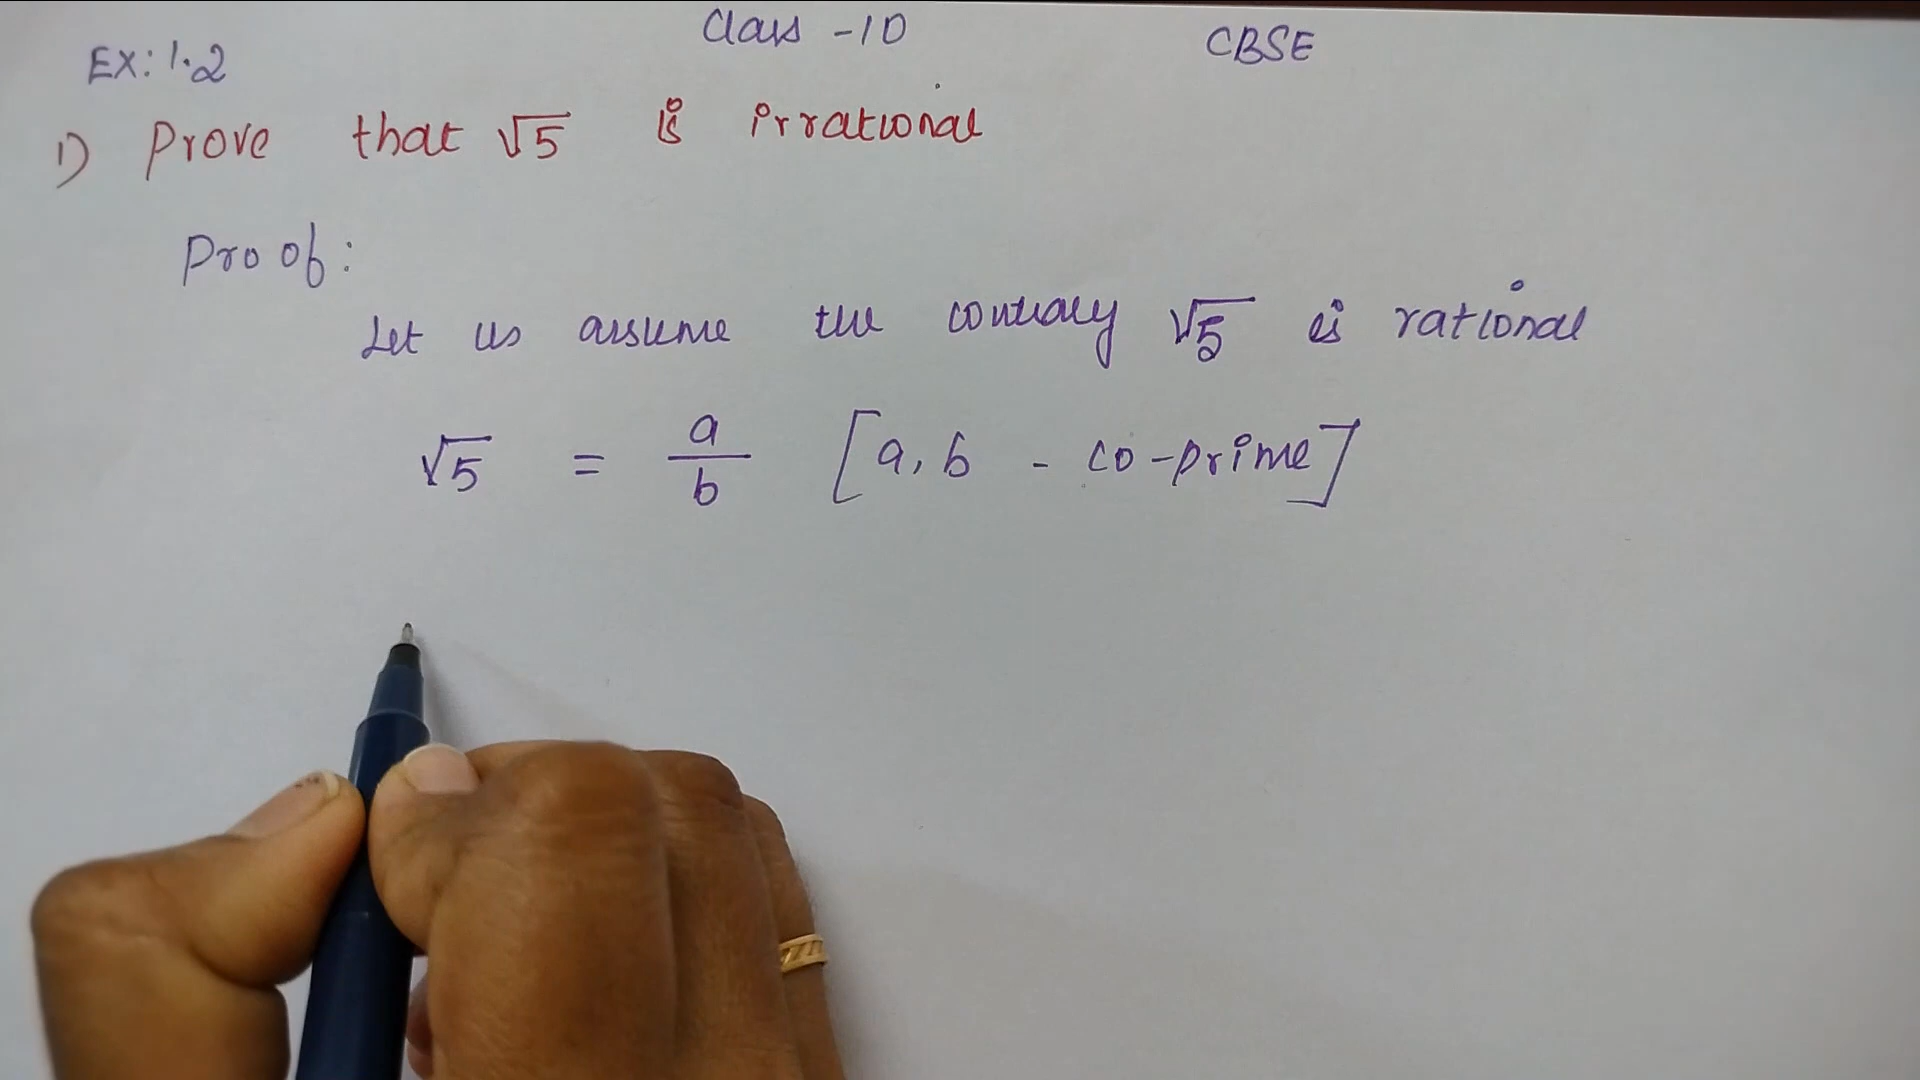 Class - 10 CBSE
Ex: 1.2
1) Prove that √5 is irrational
Proof:
Let us assume the contrary √5 is rational
√5 = a/b [a, b - co-prime]